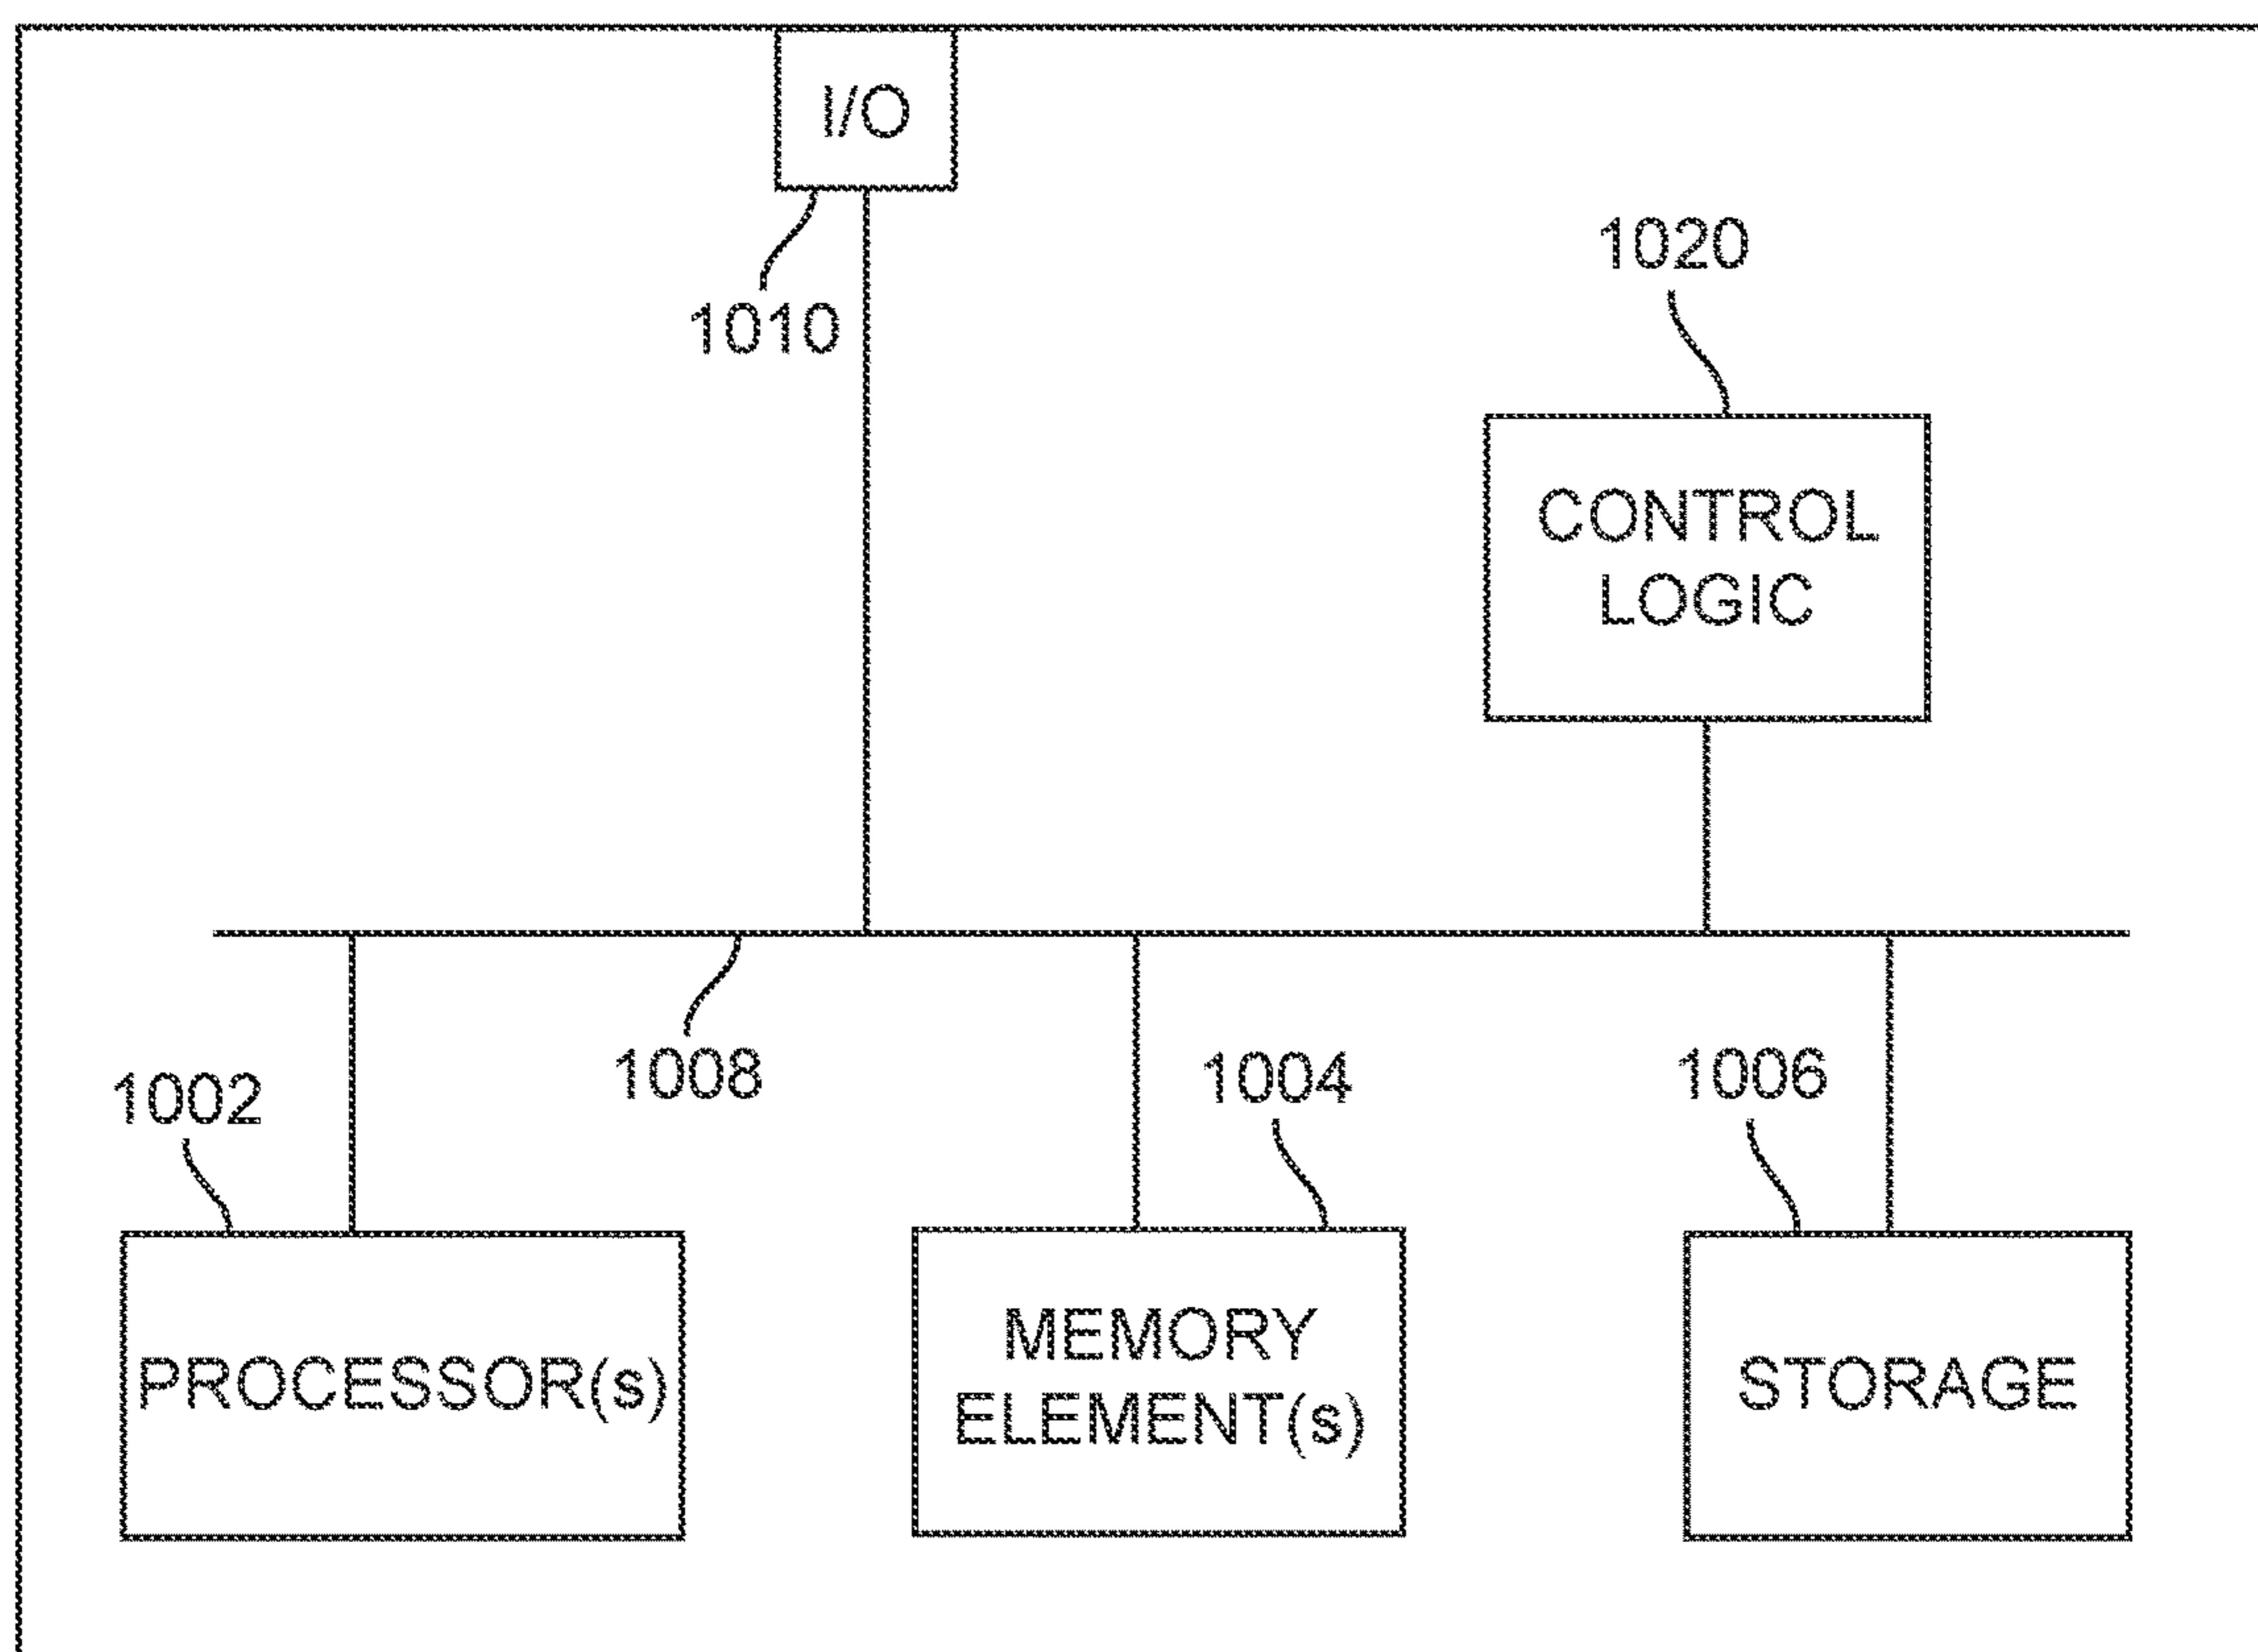 I/O
1010
1020
CONTROL
LOGIC
1008
1002
1004
1006
PROCESSOR(s)
MEMORY
ELEMENT(s)
STORAGE